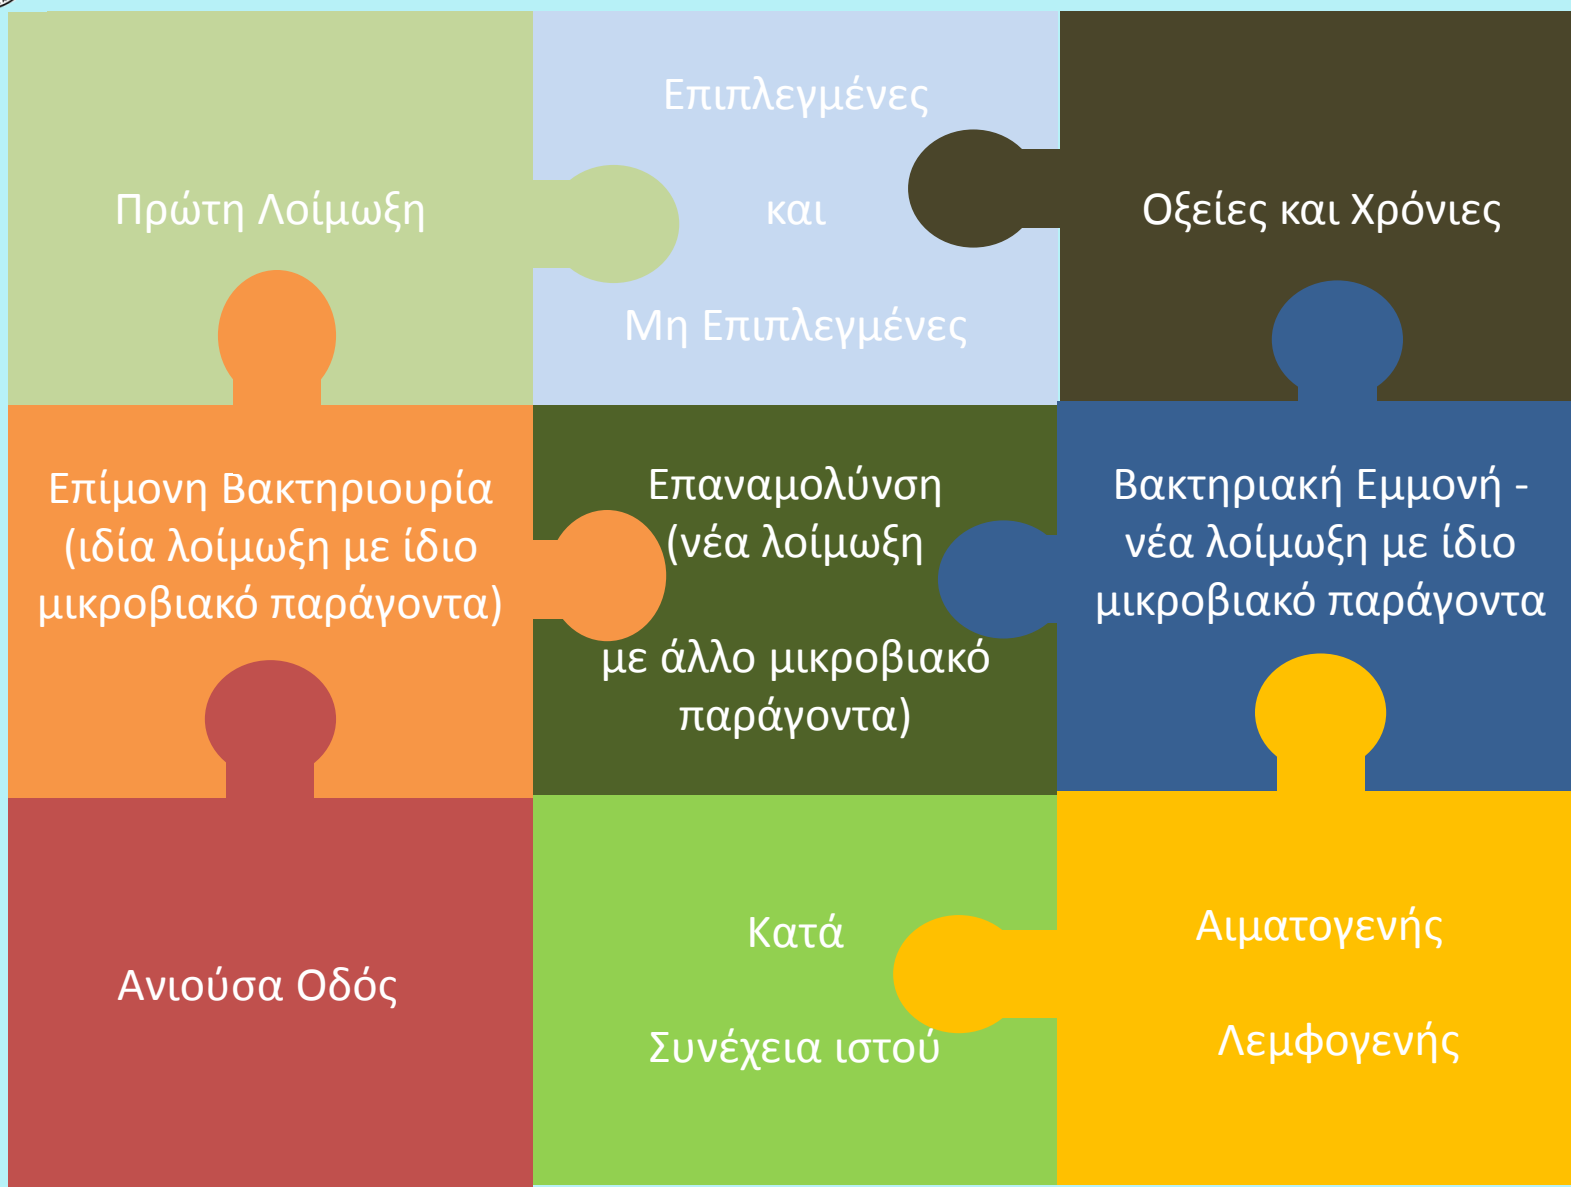 Πρώτη Λοίμωξη
Επιπλεγμένες
και
Μη Επιπλεγμένες
Οξείες και Χρόνιες
Επίμονη Βακτηριουρία
(ιδία λοίμωξη με ίδιο
μικροβιακό παράγοντα)
Επαναμολύνση
(νέα λοίμωξη
με άλλο μικροβιακό
παράγοντα)
Βακτηριακή Εμμονή -
νέα λοίμωξη με ίδιο
μικροβιακό παράγοντα
Ανιούσα Οδός
Κατά
Συνέχεια ιστού
Αιματογενής
Λεμφογενής